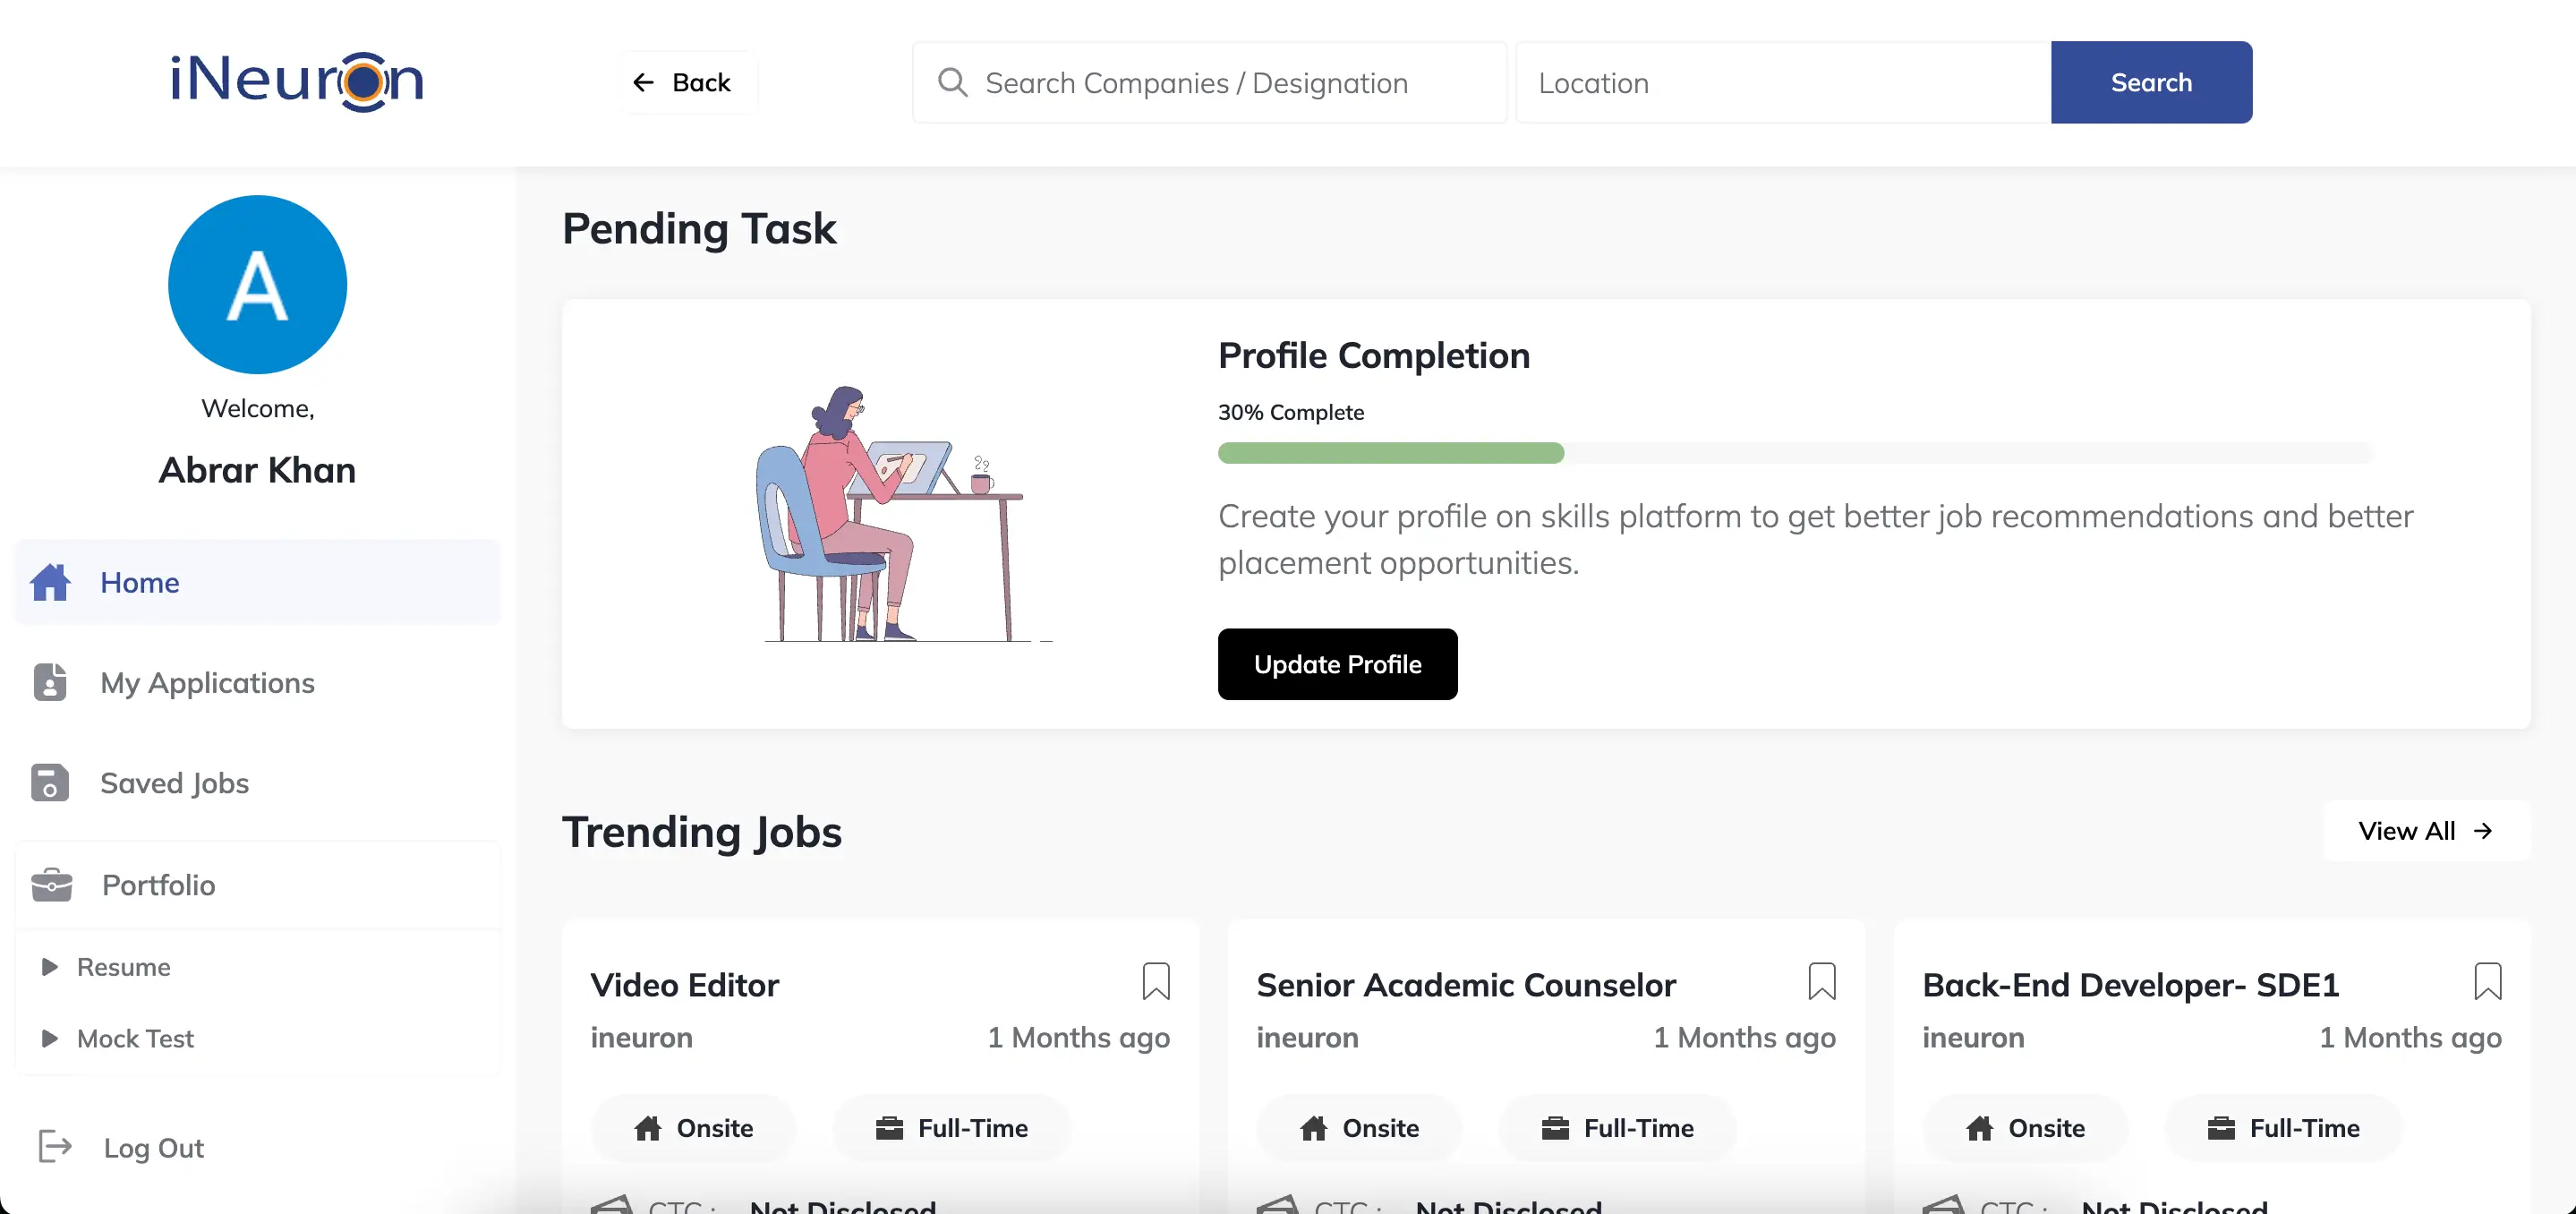 iNeuron
Back
Search Companies / Designation
Location
Search
A
Welcome,
Abrar Khan
Home
My Applications
Saved Jobs
Portfolio
Resume
Mock Test
Log Out
Pending Task
Profile Completion
30% Complete
Create your profile on skills platform to get better job recommendations and better
placement opportunities.
Update Profile
Trending Jobs
View All
Video Editor
ineuron
1 Months ago
Onsite
Full-Time
CTC :
Not Disclosed
Senior Academic Counselor
ineuron
1 Months ago
Onsite
Full-Time
CTC :
Not Disclosed
Back-End Developer- SDE1
ineuron
1 Months ago
Onsite
Full-Time
CTC :
Not Disclosed